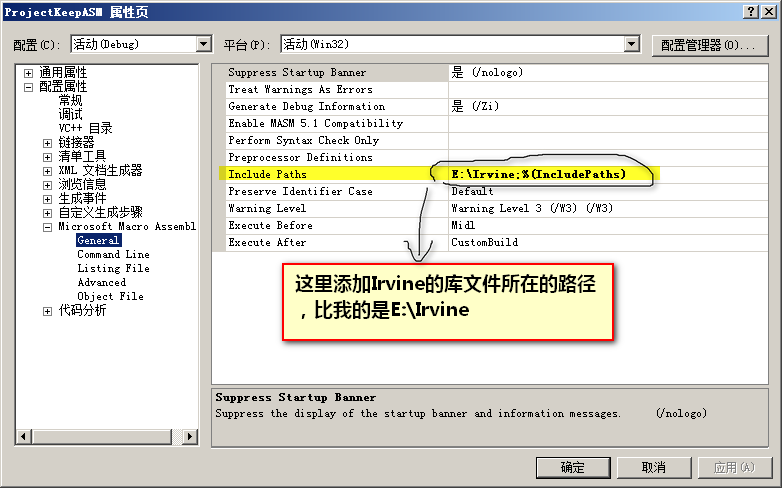 ProjectKeepASM 属性页
配置(C): 活动(Debug) 平台(P): 活动(Win32) 配置管理器(O)...
通用属性
配置属性
常规
调试
VC++ 目录
链接器
清单工具
XML 文档生成器
浏览信息
生成事件
自定义生成步骤
Microsoft Macro Assembl
General
Command Line
Listing File
Advanced
Object File
代码分析
Suppress Startup Banner 是 (/nologo)
Treat Warnings As Errors
Generate Debug Information 是 (/Zi)
Enable MASM 5.1 Compatibility
Perform Syntax Check Only
Preprocessor Definitions
Include Paths E:\Irvine;%(IncludePaths)
Preserve Identifier Case Default
Warning Level Warning Level 3 (/W3) (/W3)
Execute Before Midl
Execute After CustomBuild
这里添加Irvine的库文件所在的路径
，比我的是E:\Irvine
Suppress Startup Banner
Suppress the display of the startup banner and information messages. (/nologo)
确定 取消 应用(A)